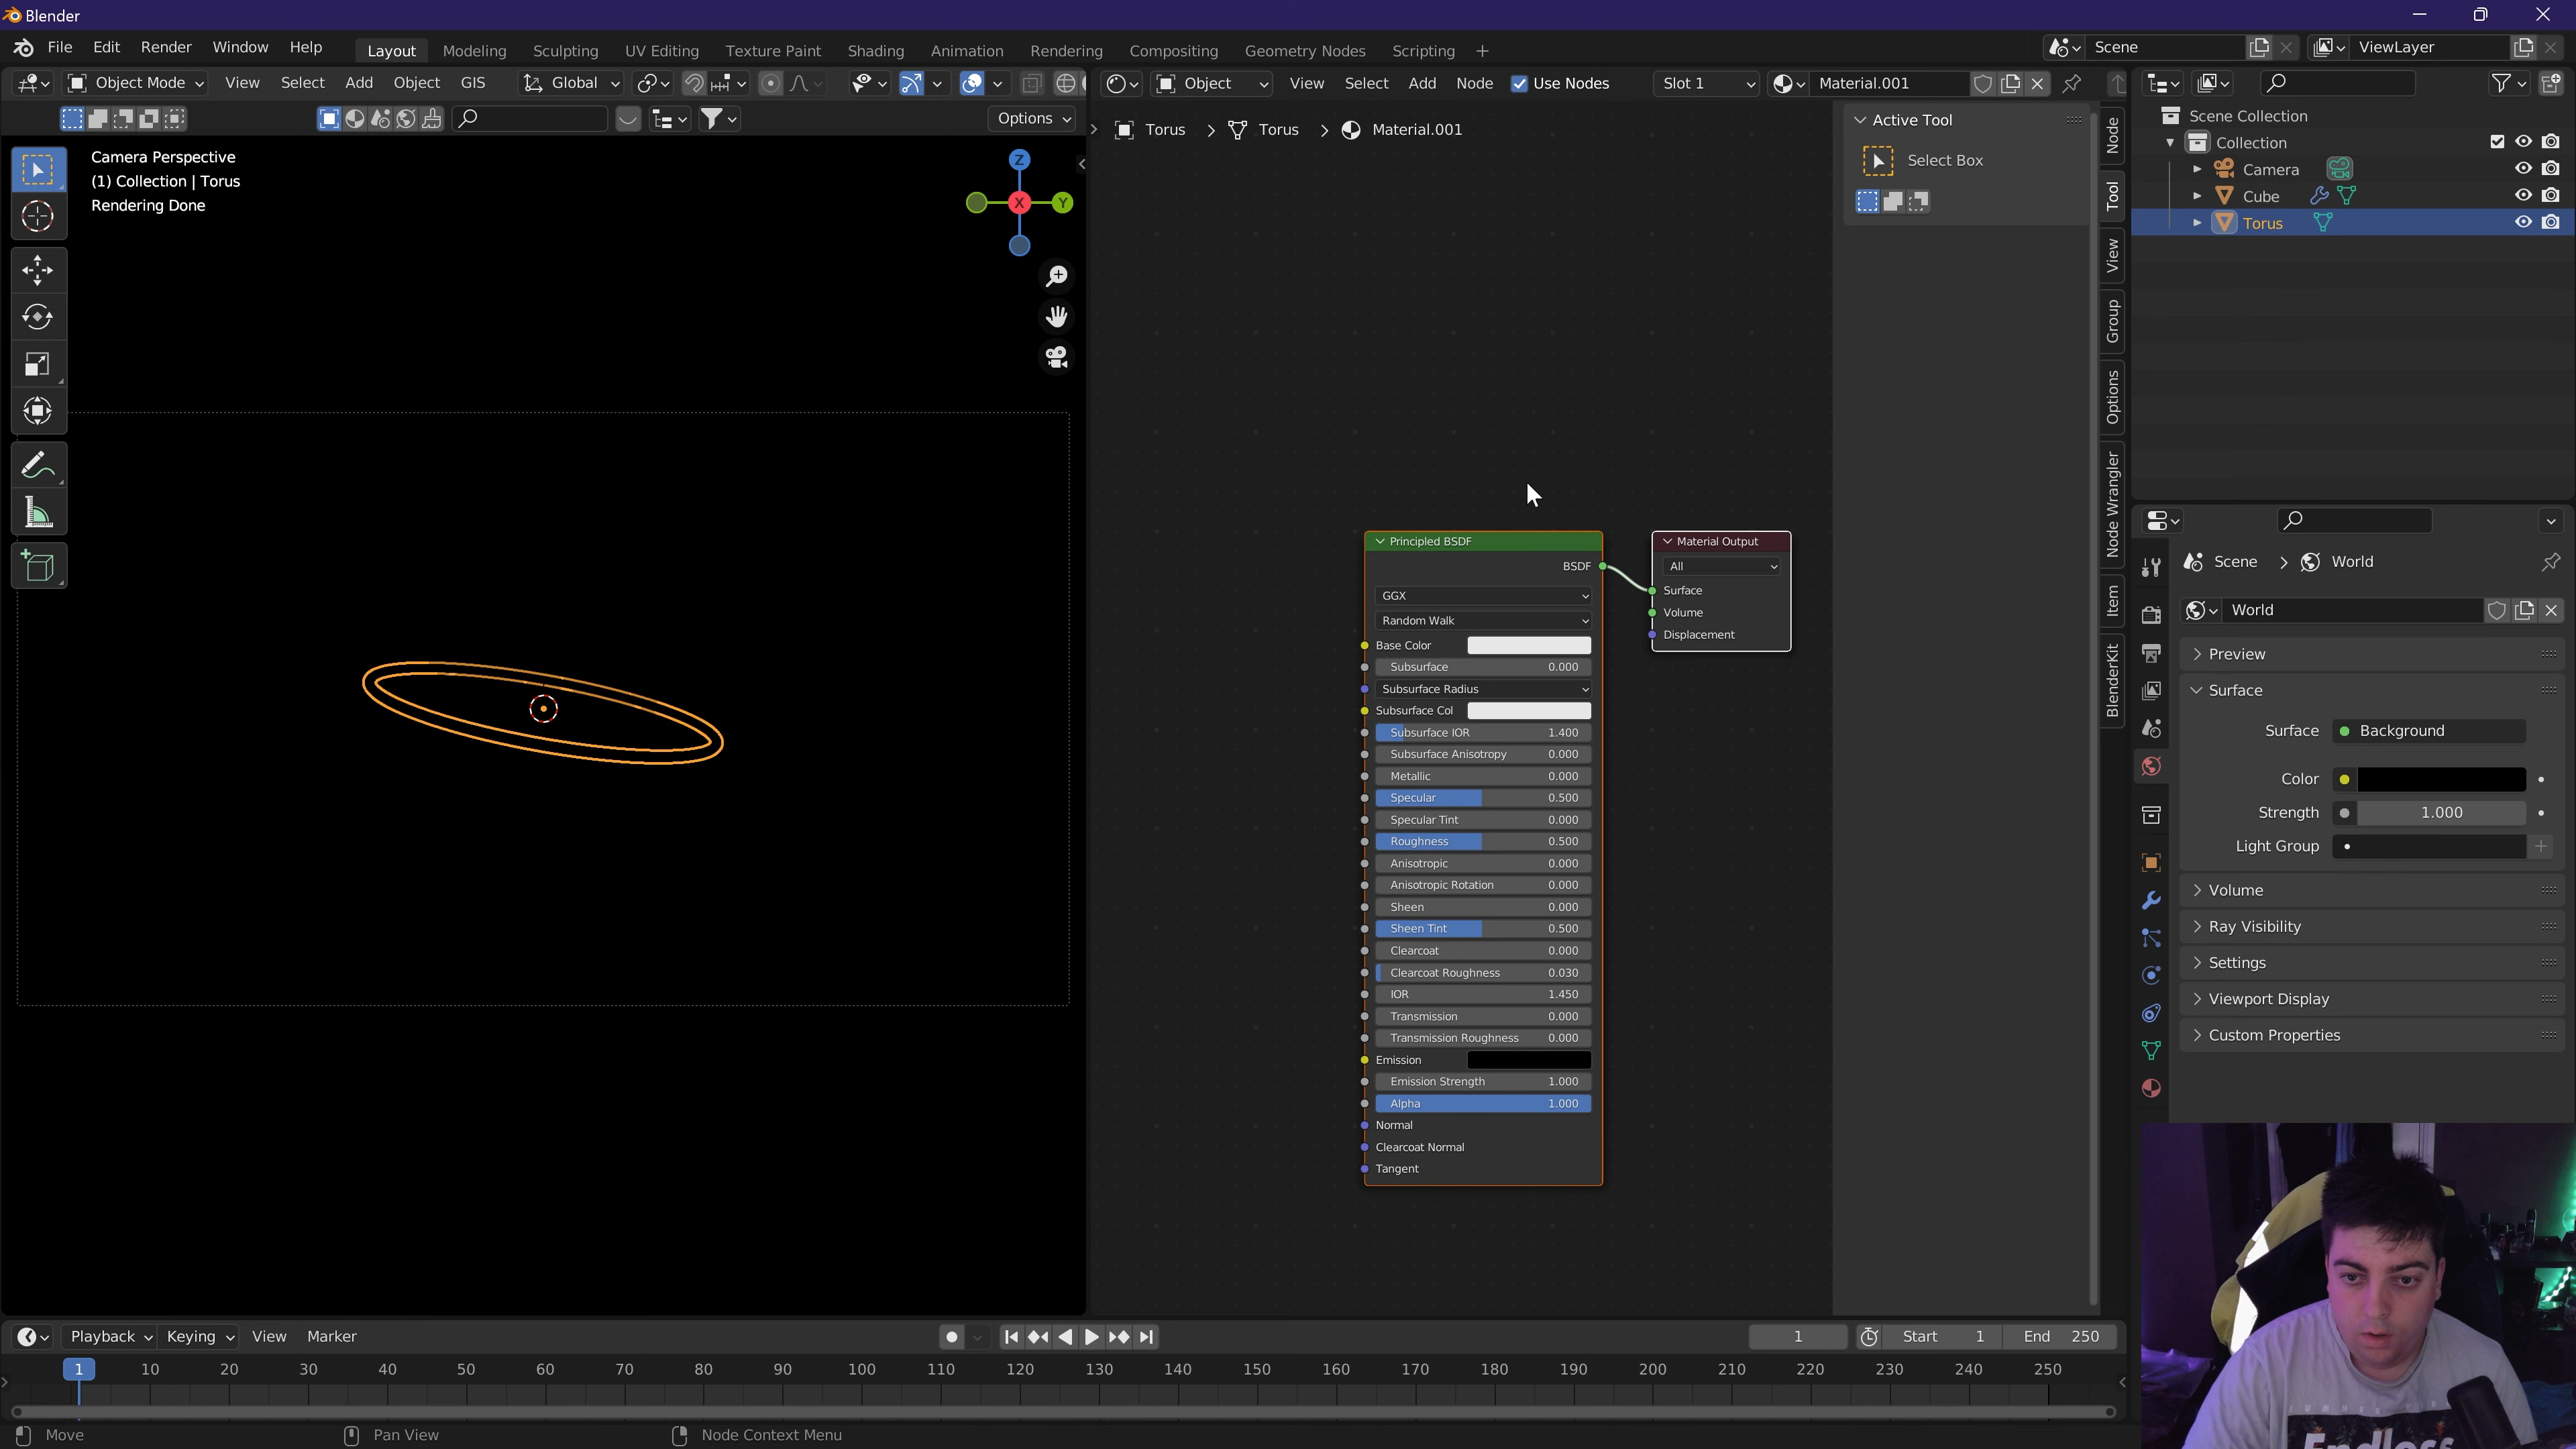 Blender
File Edit Render Window Help Layout Modeling Sculpting UV Editing Texture Paint Shading Animation Rendering Compositing Geometry Nodes Scripting + Scene ViewLayer
Object Mode View Select Add Object GIS Global Object View Select Add Node Use Nodes Slot 1 Material.001
Options
Camera Perspective
(1) Collection | Torus
Rendering Done
Z
X
Y
Torus > Torus > Material.001
Active Tool
Select Box
Node
Tool
View
Group
Options
Node Wrangler
Item
BlenderKit
Principled BSDF
BSDF
GGX
Random Walk
Base Color
Subsurface 0.000
Subsurface Radius
Subsurface Col
Subsurface IOR 1.400
Subsurface Anisotropy 0.000
Metallic 0.000
Specular 0.500
Specular Tint 0.000
Roughness 0.500
Anisotropic 0.000
Anisotropic Rotation 0.000
Sheen 0.000
Sheen Tint 0.500
Clearcoat 0.000
Clearcoat Roughness 0.030
IOR 1.450
Transmission 0.000
Transmission Roughness 0.000
Emission
Emission Strength 1.000
Alpha 1.000
Normal
Clearcoat Normal
Tangent
Material Output
All
Surface
Volume
Displacement
Scene Collection
Collection
Camera
Cube
Torus
Scene > World
World
Preview
Surface
Surface Background
Color
Strength 1.000
Light Group
Volume
Ray Visibility
Settings
Viewport Display
Custom Properties
Playback Keying View Marker 1 Start 1 End 250
1 10 20 30 40 50 60 70 80 90 100 110 120 130 140 150 160 170 180 190 200 210 220 230 240 250
Move Pan View Node Context Menu
Endless